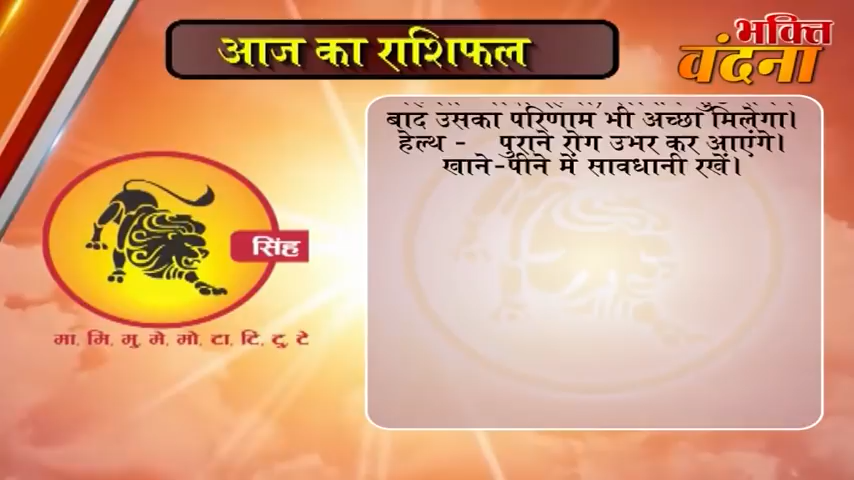 आज का राशिफल
भक्ति
वंदना
बाद उसका परिणाम भी अच्छा मिलेगा।
हेल्थ - पुराने रोग उभर कर आएंगे।
खाने-पीने में सावधानी रखें।
सिंह
मा, मि, मु, मे, मो, टा, टि, टु, टे